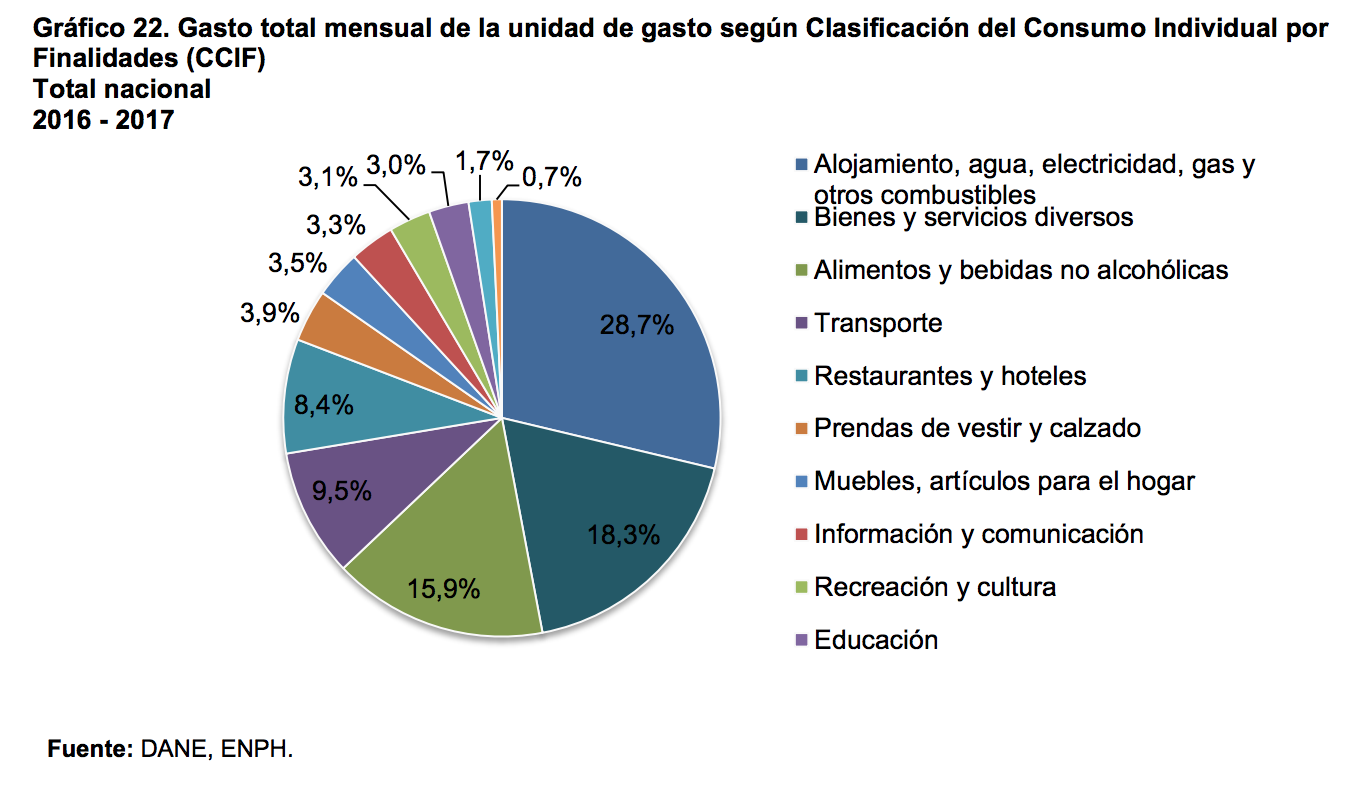 Gráfico 22. Gasto total mensual de la unidad de gasto según Clasificación del Consumo Individual por
Finalidades (CCIF)
Total nacional
2016 - 2017
3,1%
3,0%
1,7%
0,7%
3,3%
3,5%
3,9%
8,4%
9,5%
15,9%
18,3%
28,7%
Alojamiento, agua, electricidad, gas y
otros combustibles
Bienes y servicios diversos
Alimentos y bebidas no alcohólicas
Transporte
Restaurantes y hoteles
Prendas de vestir y calzado
Muebles, artículos para el hogar
Información y comunicación
Recreación y cultura
Educación
Fuente: DANE, ENPH.